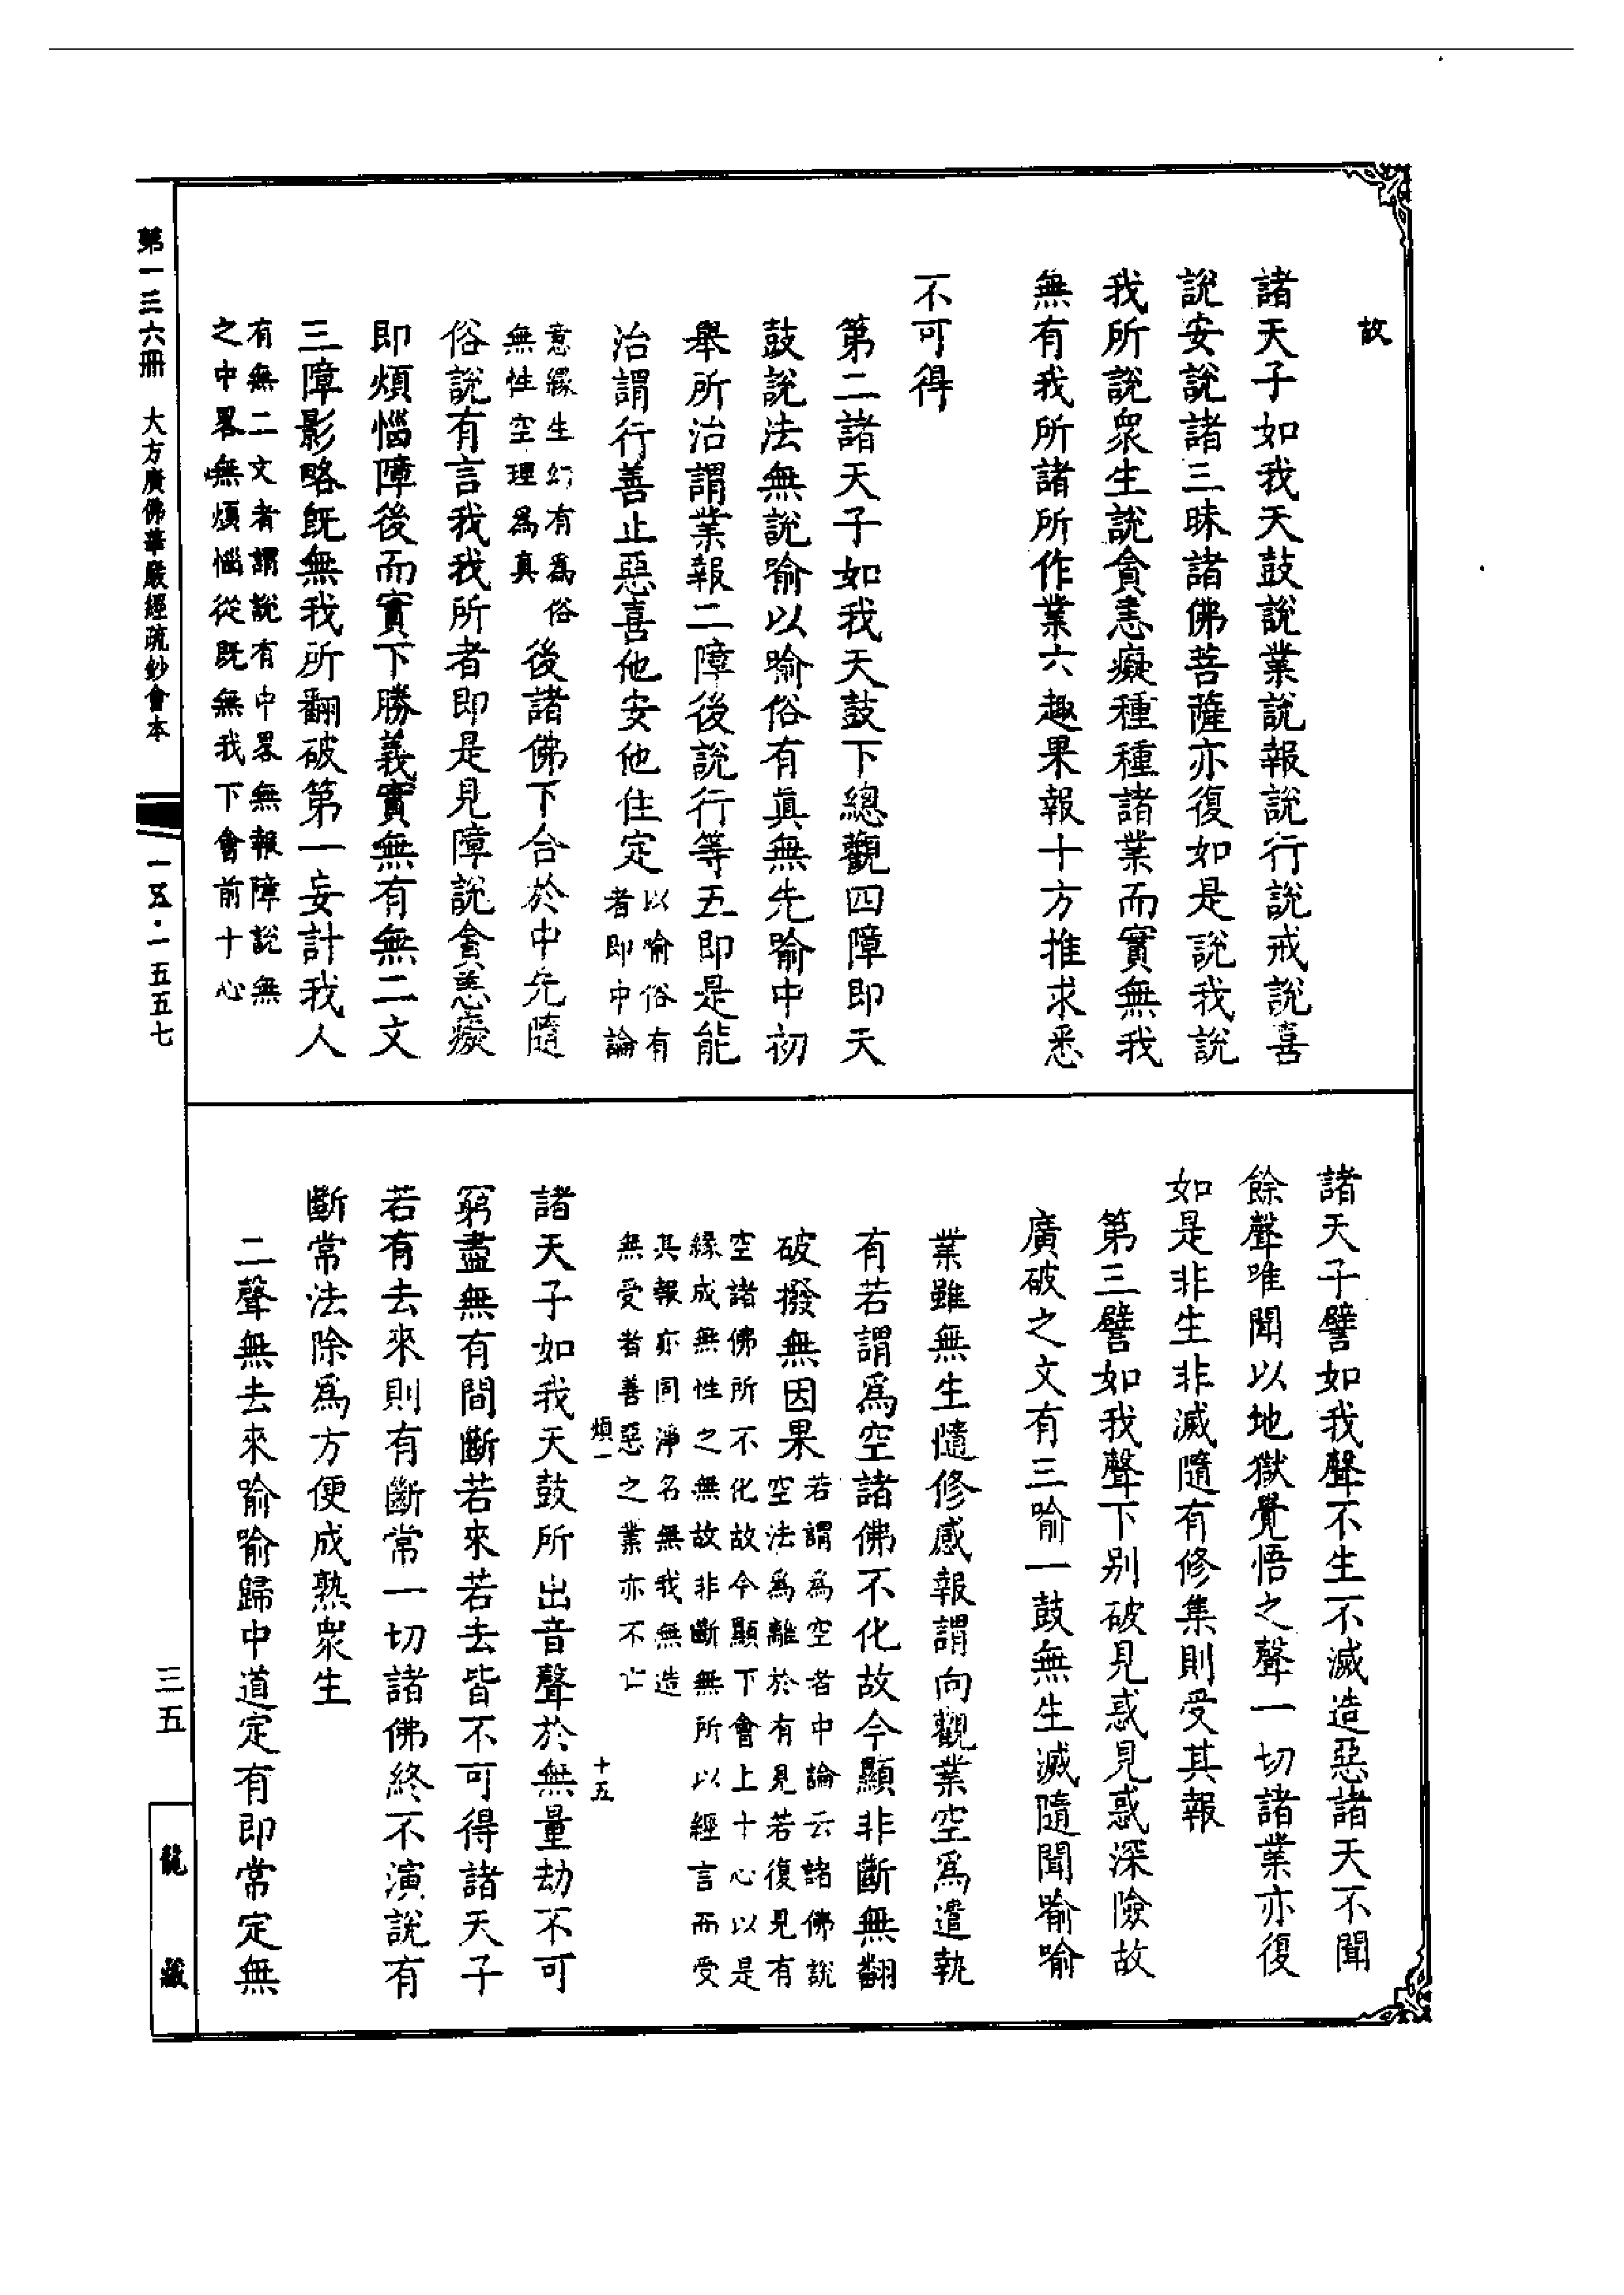 故
諸天子如我天鼓說業說報說行說戒說喜
說安說諸三昧諸佛菩薩亦復如是說我說
我所說衆生說貪恚癡種種諸業而實無我
無有我所諸所作業六趣果報十方推求悉
不可得
第二諸天子如我天鼓下總觀四障即天
鼓說法無說喻以喻俗有眞無先喻中初
舉所治謂業報二障後說行等五即是能
治謂行善止惡喜他安他住定
以喻俗有
者即中論
意緣生幻有爲俗
無性空理爲真
後諸佛下合於中先隨
俗說有言我我所者即是見障說貪恚癡
即煩惱障後而實下勝義實無有無二文
三障影略旣無我所翻破第一妄計我人
有無二文者謂說有中畧無報障說無
之中畧無煩惱從旣無我下會前十心
諸天子譬如我聲不生不滅造惡諸天不聞
餘聲唯聞以地獄覺悟之聲一切諸業亦復
如是非生非滅隨有修集則受其報
第三譬如我聲下別破見惑見惑深險故
廣破之文有三喻一鼓無生滅隨聞喻喻
業雖無生隨修感報謂向觀業空爲遣執
有若謂爲空諸佛不化故今顯非斷無翻
破撥無因果
若謂爲空者中論云諸佛說
空法爲離於有見若復見有
空諸佛所不化故今顯下會上十心以是
緣成無性之無故非斷無所以經言而受
其報亦同淨名無我無造
無受者善惡之業亦不亡
煩一
十五
諸天子如我天鼓所出音聲於無量劫不可
窮盡無有間斷若來若去皆不可得諸天子
若有去來則有斷常一切諸佛終不演說有
斷常法除爲方便成熟衆生
二聲無去來喻喻歸中道定有即常定無
第一三六冊　大方廣佛華嚴經疏鈔會本
一五·一五五七
三五
龍藏